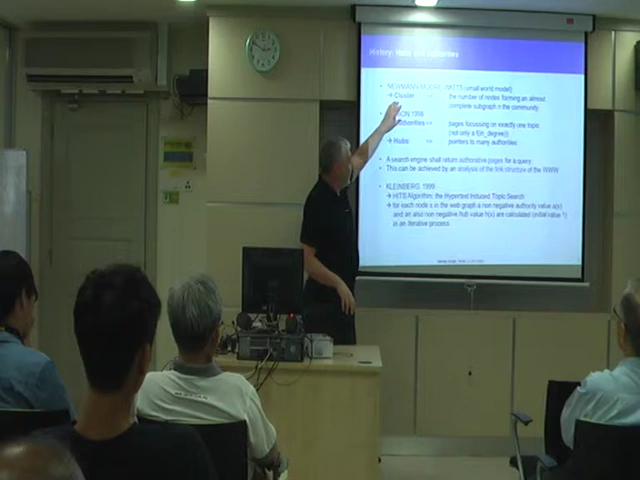 History: Hubs and Authorities
NEWMANN MOORE WATTS (small world model)
→ Cluster the number of nodes forming an almost
complete subgraph in the community
1998
Authorities pages focussing on exactly one topic
(not only a
→ Hubs pointers to many authorities
• A search engine shall return authorative pages for a query
• This can be achieved by an analysis of the link structure of the WWW
• KLEINBERG 1999
→ HITS Algorithm: the Hypertext Induced Topic Search
→ for each node s in the web graph a non negative authority value a(s)
and an also non negative hub value h(s) are calculated (initial value 1)
in an iterative process